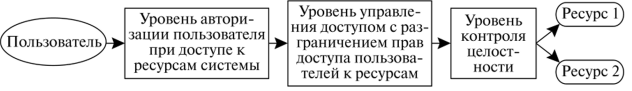 Пользователь
Уровень автори-
зации пользователя
при доступе к
ресурсам системы
Уровень управле-
ния доступом с раз-
граничением прав
доступа пользова-
телей к ресурсам
Уровень
контроля
целост-
ности
Ресурс 1
Ресурс 2